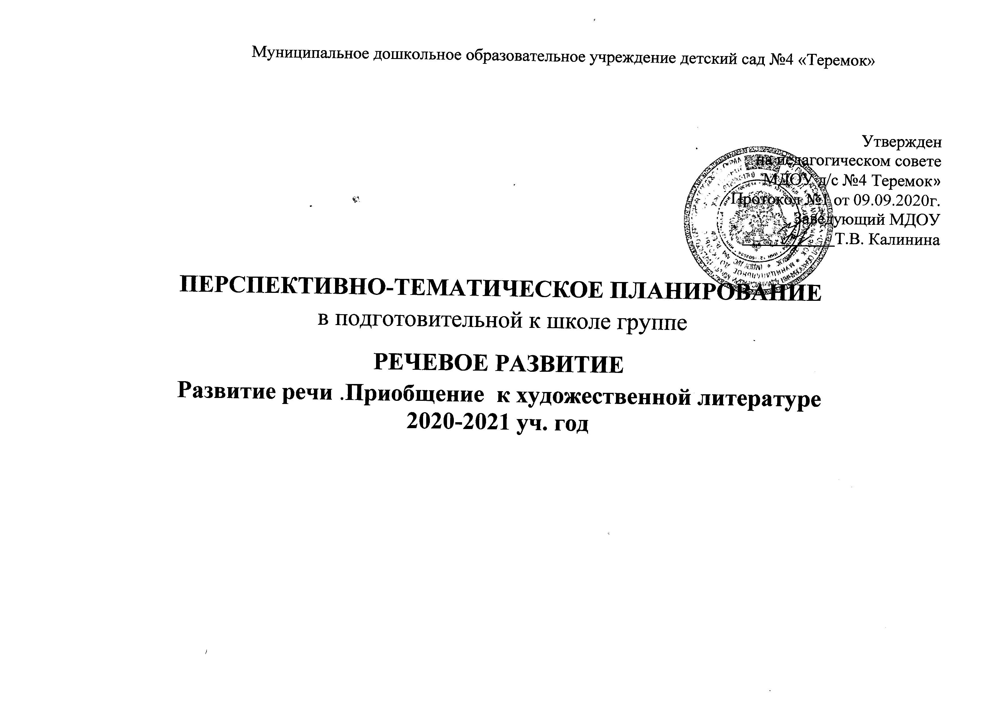 Муниципальное дошкольное образовательное учреждение детский сад №4 «Теремок»
Утвержден
на педагогическом совете
МДОУ д/с №4 Теремок»
Протокол №1 от 09.09.2020г.
Заведующий МДОУ
Т.В. Калинина
ПЕРСПЕКТИВНО-ТЕМАТИЧЕСКОЕ ПЛАНИРОВАНИЕ
в подготовительной к школе группе
РЕЧЕВОЕ РАЗВИТИЕ
Развитие речи .Приобщение  к художественной литературе
2020-2021 уч. год